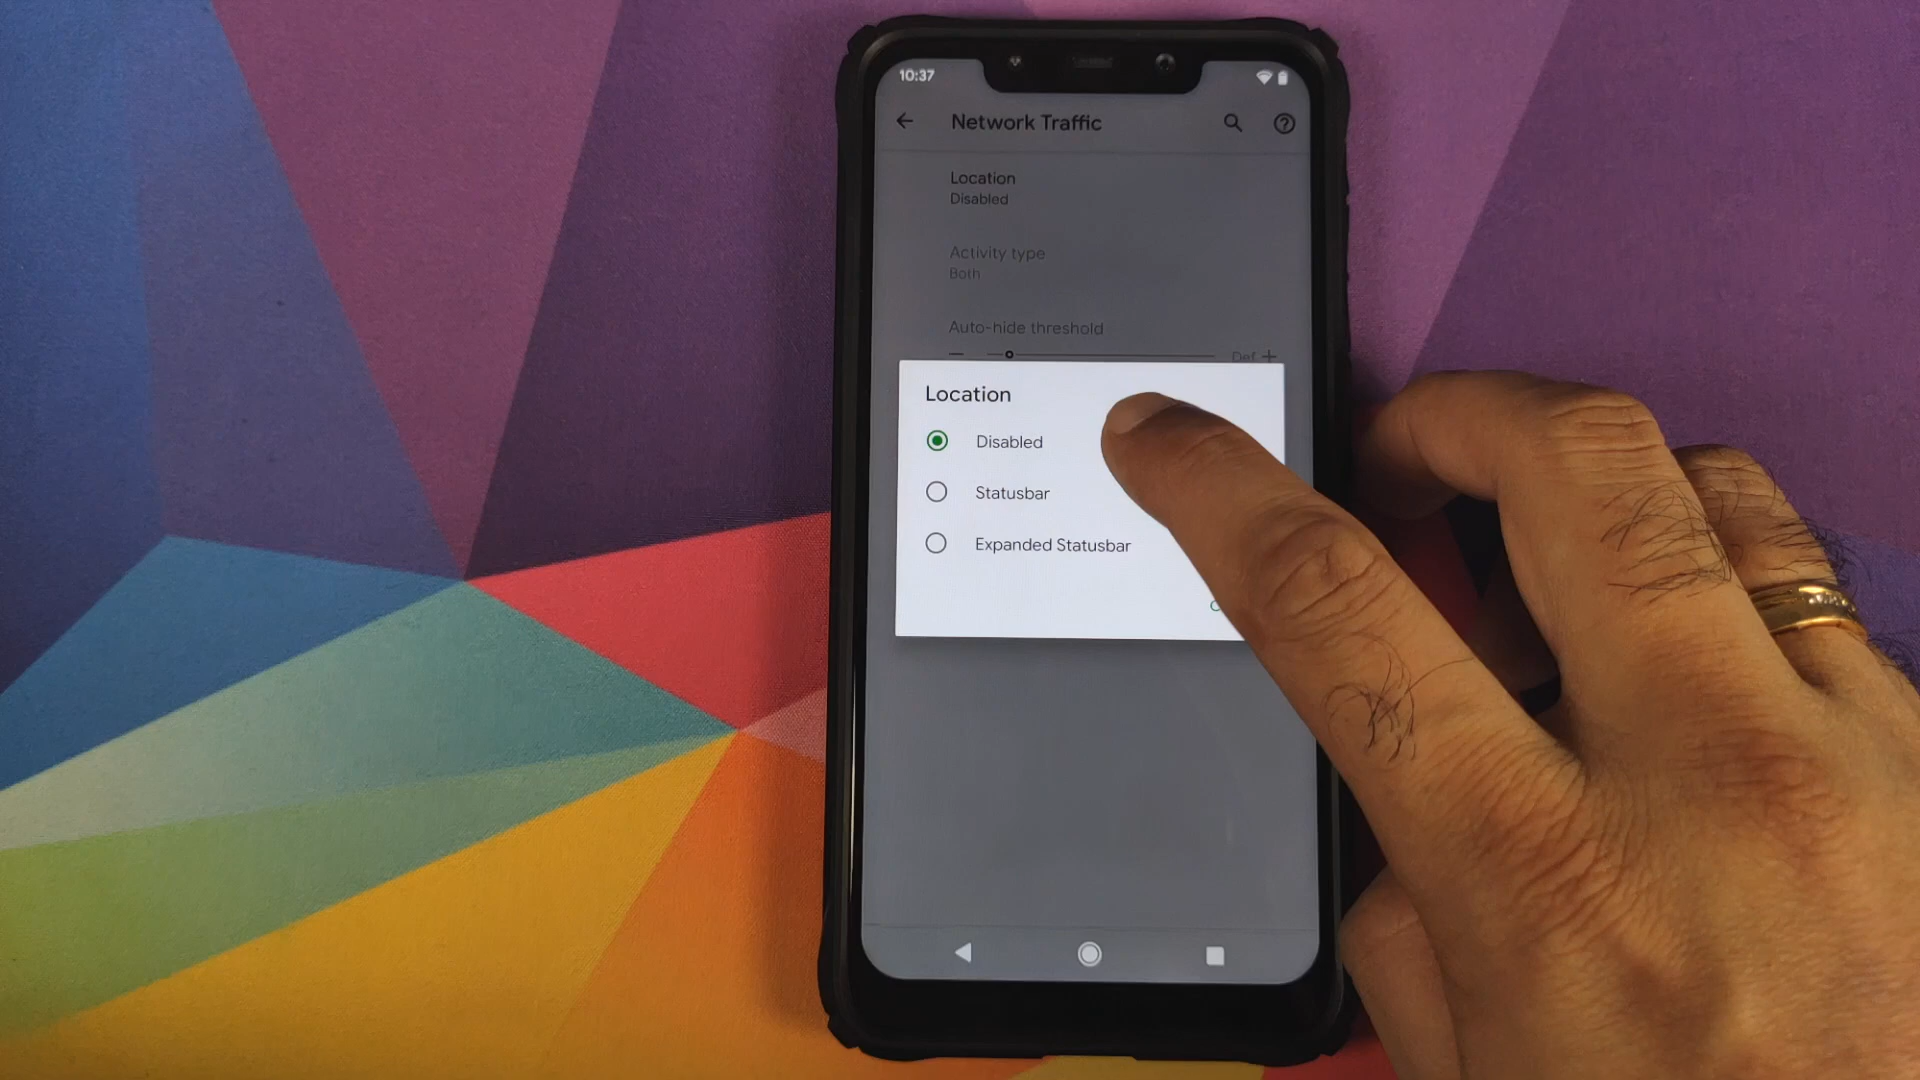 10:37
Network Traffic
Location
Disabled
Activity type
Both
Auto-hide threshold
Location
Disabled
Statusbar
Expanded Statusbar